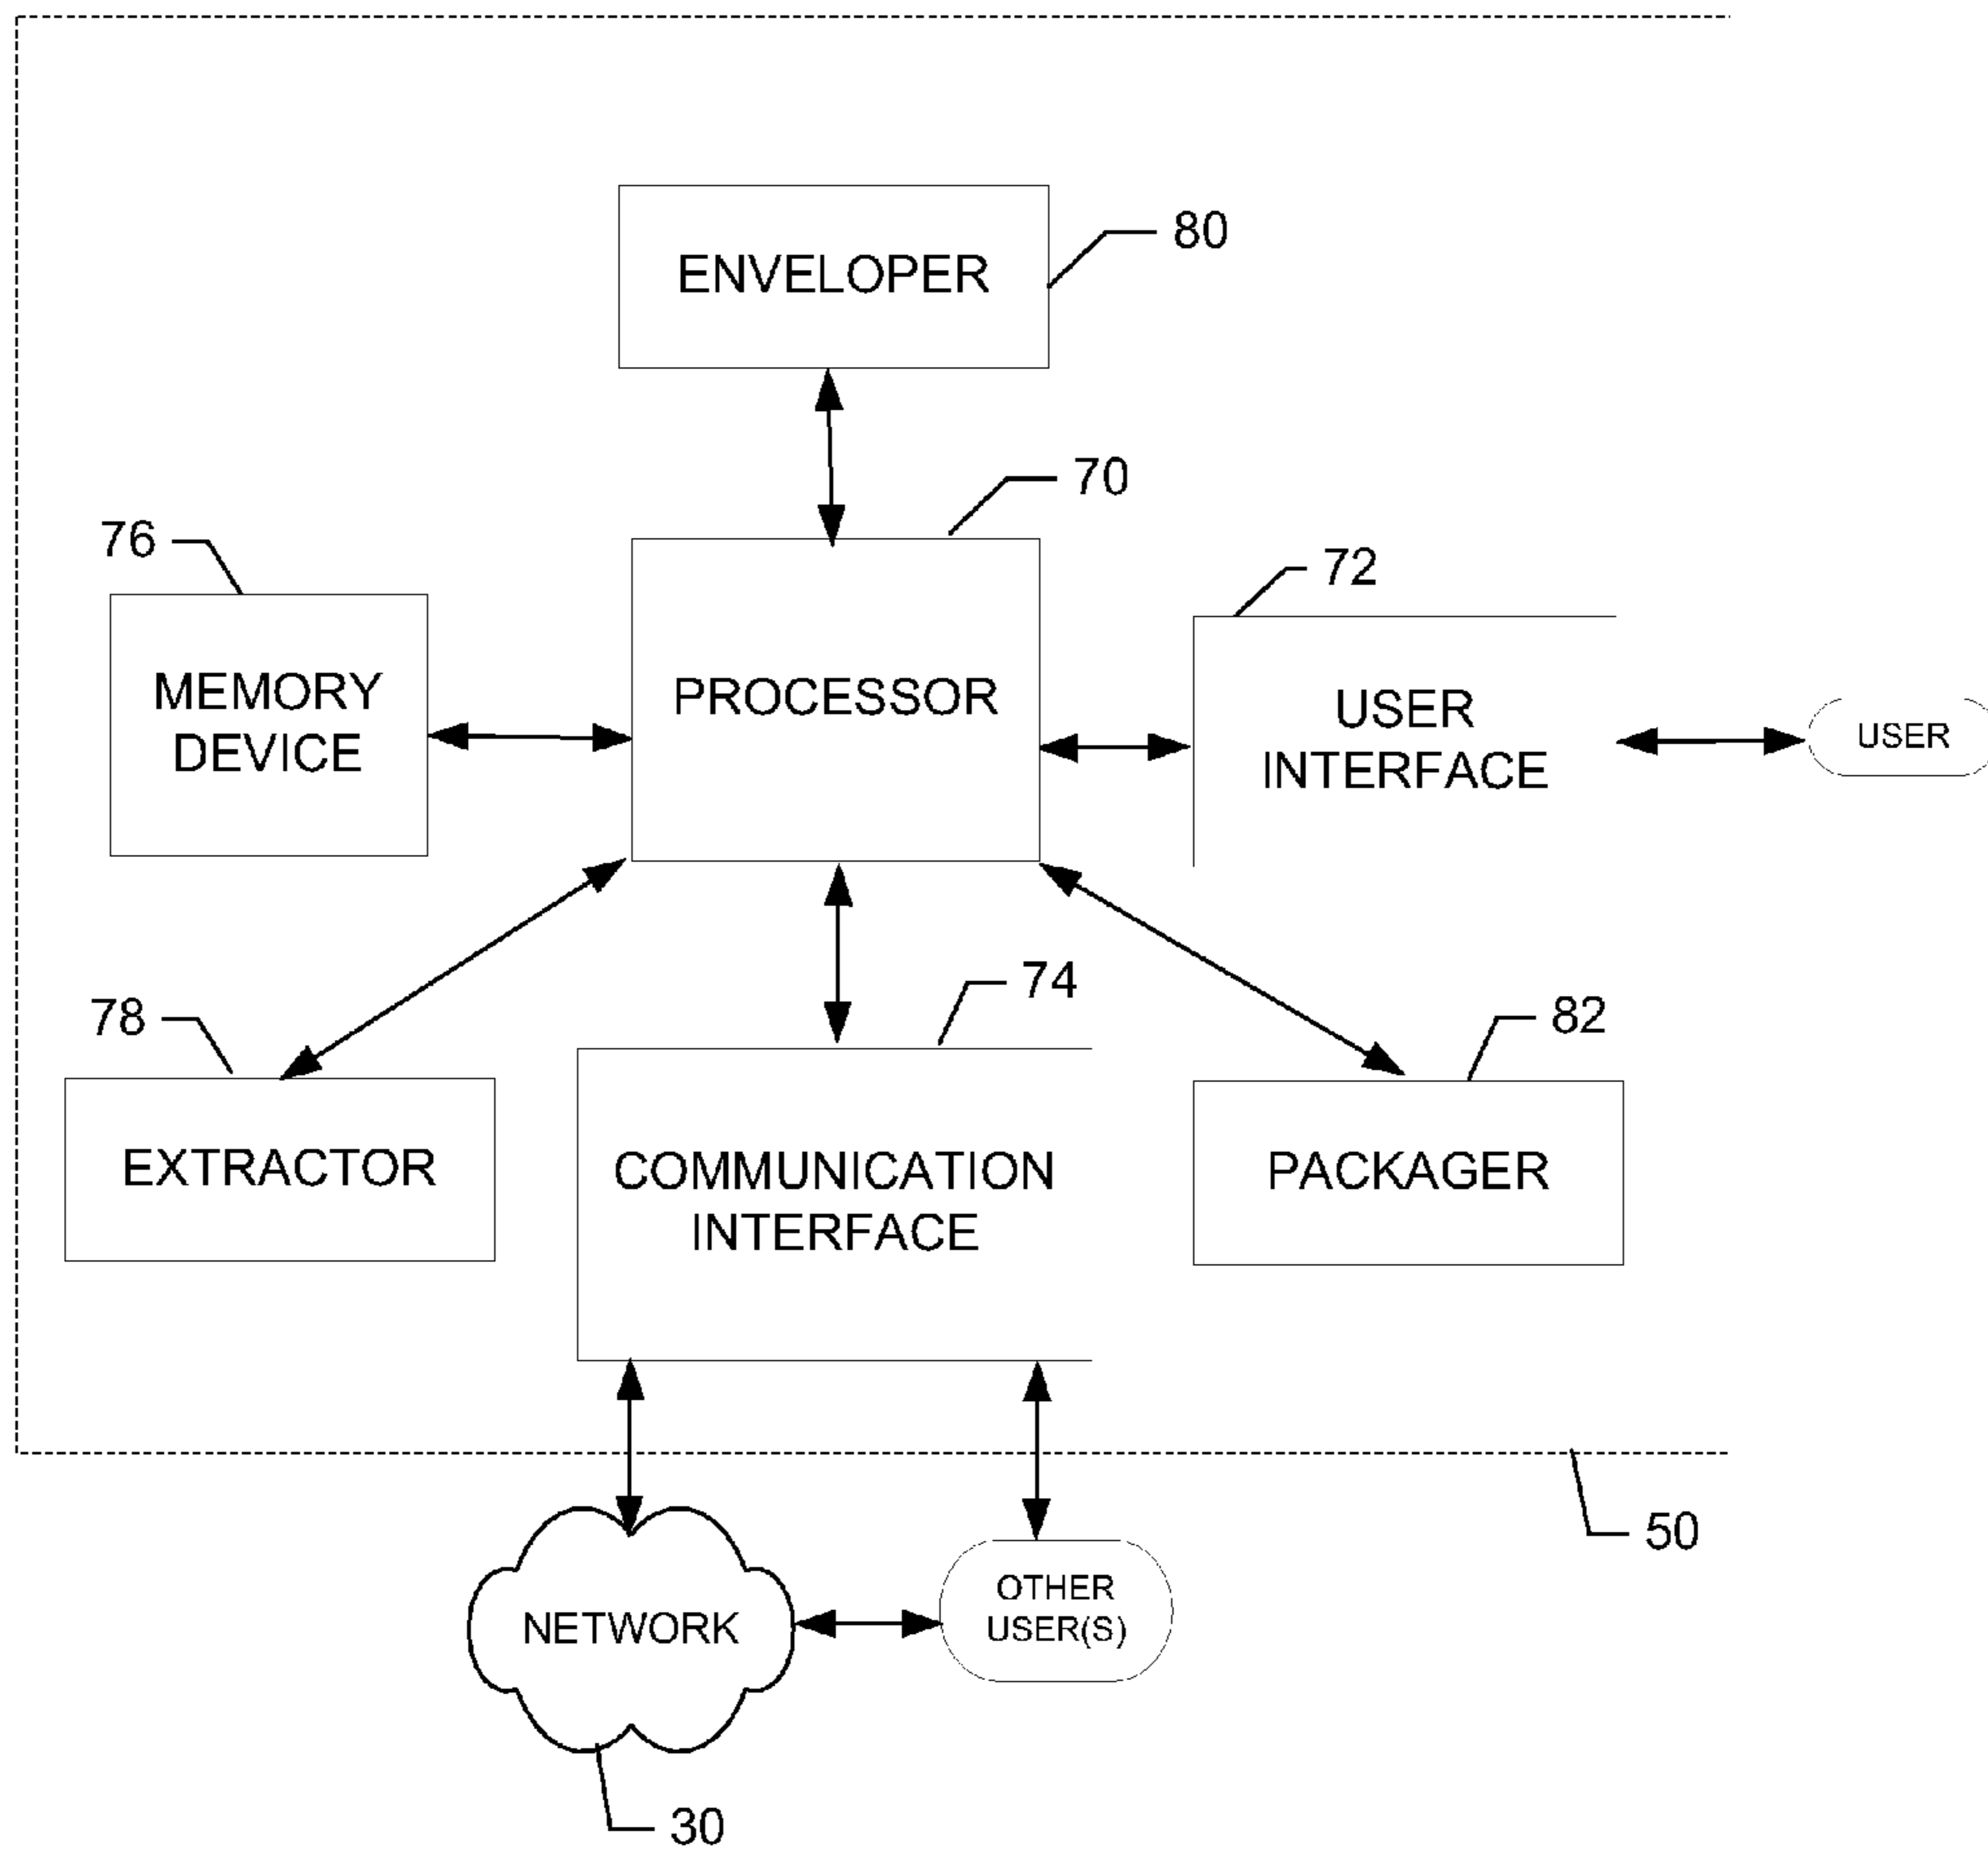 ENVELOPER
80
70
76
72
MEMORY
DEVICE
PROCESSOR
USER
INTERFACE
USER
78
74
82
EXTRACTOR
COMMUNICATION
INTERFACE
PACKAGER
50
NETWORK
OTHER
USER(S)
30